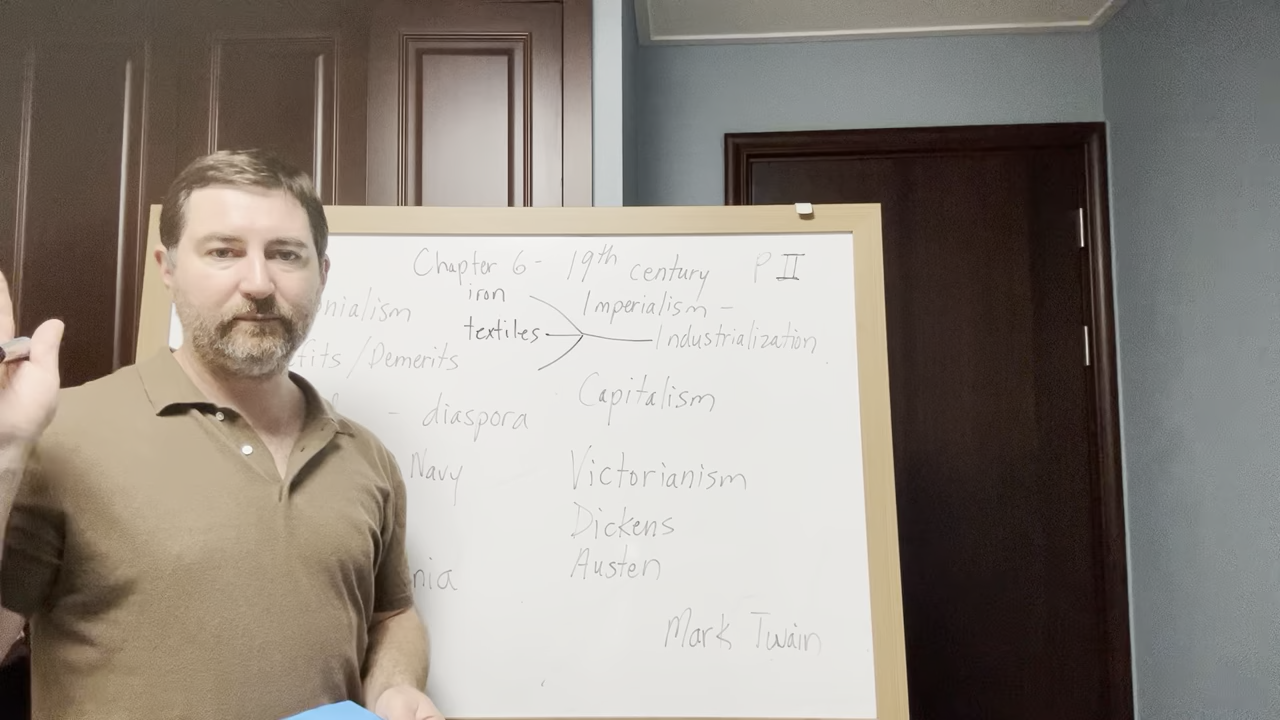 Chapter 6 - 19th century P II
iron
Imperialism -
nialism
textiles
Industrialization
fits / Demerits
Capitalism
- diaspora
Navy
Victorianism
Dickens
Austen
nia
Mark Twain